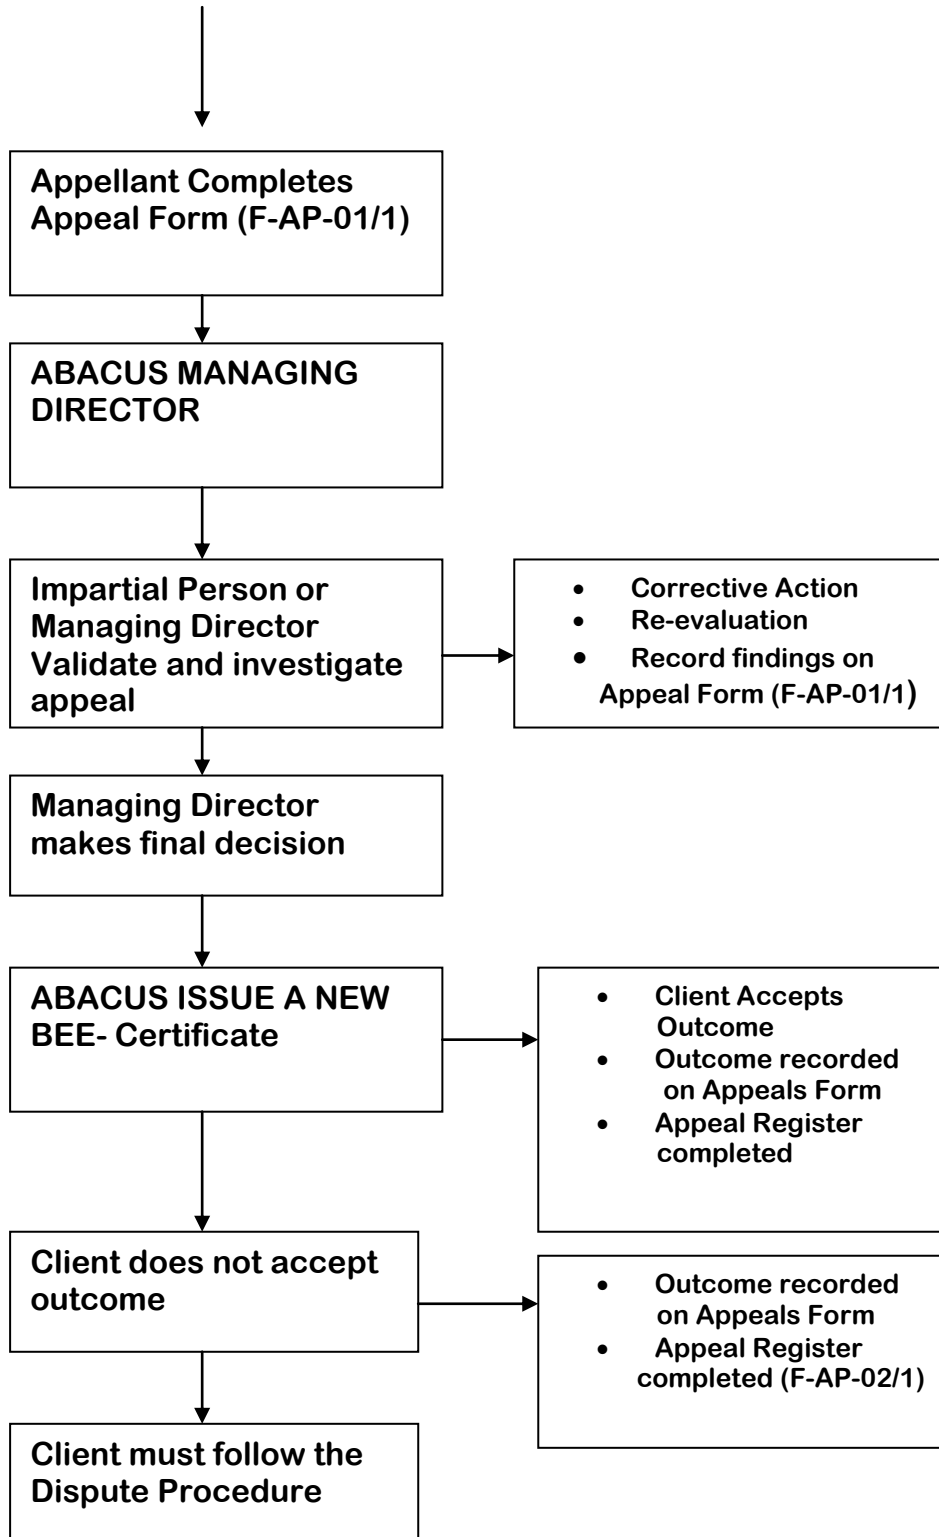 Appellant Completes
Appeal Form (F-AP-01/1)
ABACUS MANAGING
DIRECTOR
Impartial Person or
Managing Director
Validate and investigate
appeal
• Corrective Action
• Re-evaluation
• Record findings on
Appeal Form (F-AP-01/1)
Managing Director
makes final decision
ABACUS ISSUE A NEW
BEE- Certificate
• Client Accepts
Outcome
• Outcome recorded
on Appeals Form
• Appeal Register
completed
Client does not accept
outcome
• Outcome recorded
on Appeals Form
• Appeal Register
completed (F-AP-02/1)
Client must follow the
Dispute Procedure